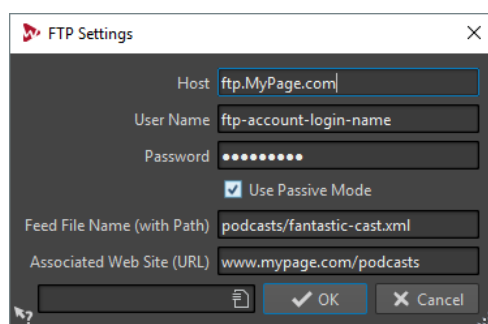 FTP Settings
Host ftp.MyPage.com
User Name ftp-account-login-name
Password •••••••••
Use Passive Mode
Feed File Name (with Path) podcasts/fantastic-cast.xml
Associated Web Site (URL) www.mypage.com/podcasts
? OK Cancel